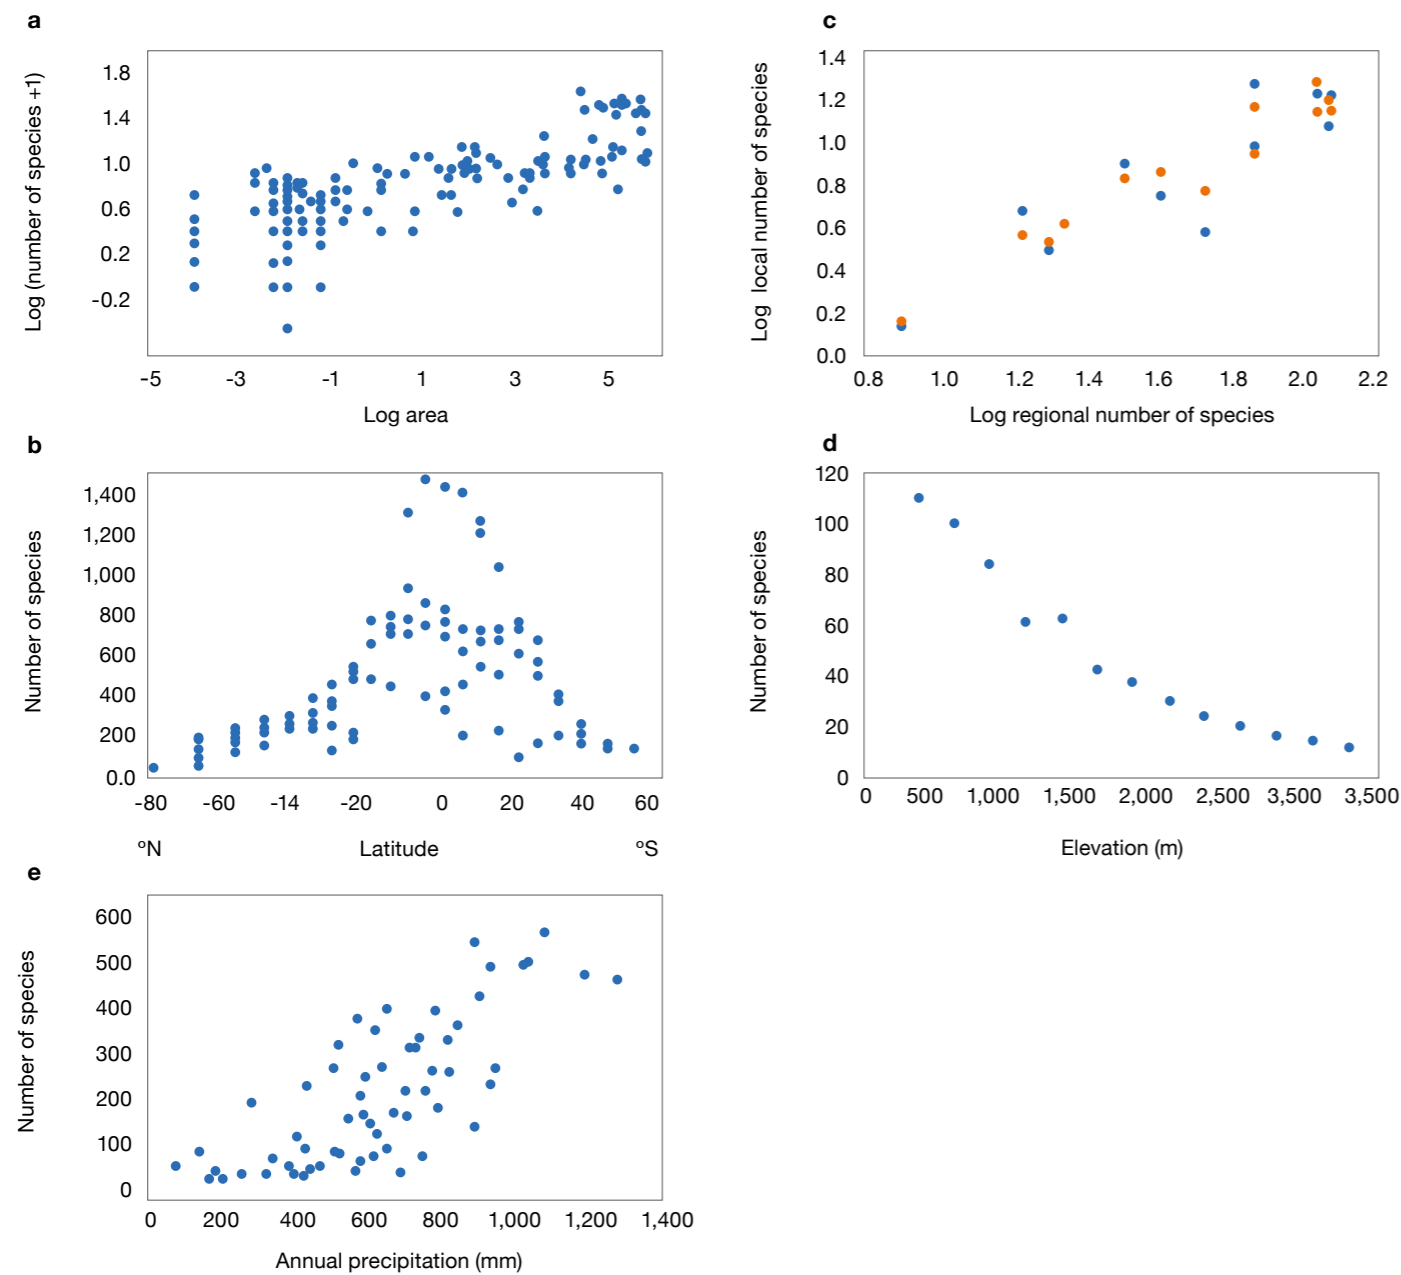 a
Log (number of species +1)
1.8
1.4
1.0
0.6
0.2
-0.2
-5 -3 -1 1 3 5
Log area
c
Log local number of species
1.4
1.2
1.0
0.8
0.6
0.4
0.2
0.0
0.8 1.0 1.2 1.4 1.6 1.8 2.0 2.2
Log regional number of species
b
Number of species
1,400
1,200
1,000
800
600
400
200
0.0
-80 -60 -14 -20 0 20 40 60
°N Latitude °S
d
Number of species
120
100
80
60
40
20
0
0 500 1,000 1,500 2,000 2,500 3,500 3,500
Elevation (m)
e
Number of species
600
500
400
300
200
100
0
0 200 400 600 800 1,000 1,200 1,400
Annual precipitation (mm)